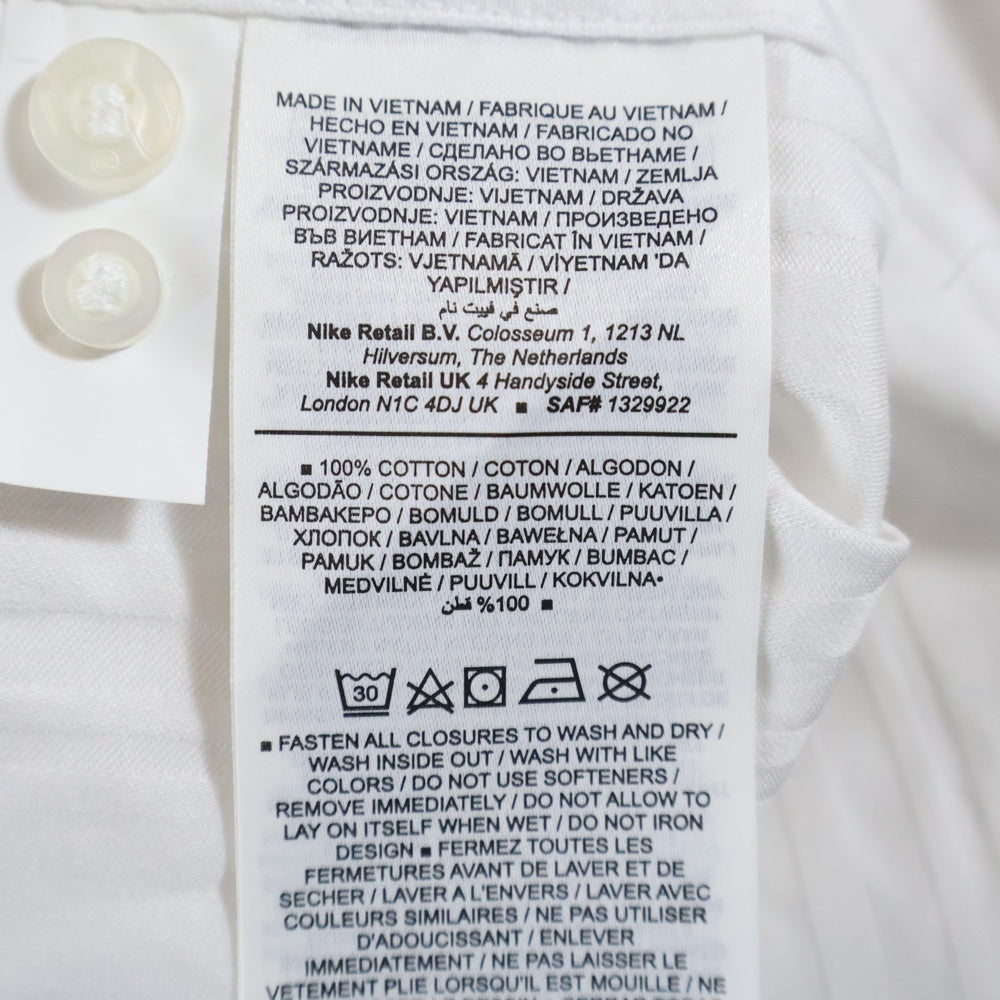 MADE IN VIETNAM / FABRIQUE AU VIETNAM /
HECHO EN VIETNAM / FABRICADO NO
VIETNAME / СДЕЛАНО ВО ВЬЕТНАМЕ /
SZÁRMAZÁSI ORSZÁG: VIETNAM / ZEMLJA
PROIZVODNJE: VIJETNAM / DRŽAVA
PROIZVODNJE: VIETNAM / ПРОИЗВЕДЕНО
ВЪВ ВИЕТНАМ / FABRICAT ÎN VIETNAM /
RAŽOTS: VJETNAMĀ / VİYETNAM 'DA
YAPILMIŞTIR /
صنع في فييت نام
Nike Retail B.V. Colosseum 1, 1213 NL
Hilversum, The Netherlands
Nike Retail UK 4 Handyside Street,
London N1C 4DJ UK ■ SAF# 1329922
■ 100% COTTON / COTON / ALGODON /
ALGODÃO / COTONE / BAUMWOLLE / KATOEN /
ΒΑΜΒΑΚΕΡΟ / BOMULD / BOMULL / PUUVILLA /
ХЛОПОК / BAVLNA / BAWEŁNA / PAMUT /
PAMUK / BOMBAŽ / ПАМУК / BUMBAC /
MEDVILNĖ / PUUVILL / KOKVILNA•
100% قطن ■
30
■ FASTEN ALL CLOSURES TO WASH AND DRY /
WASH INSIDE OUT / WASH WITH LIKE
COLORS / DO NOT USE SOFTENERS /
REMOVE IMMEDIATELY / DO NOT ALLOW TO
LAY ON ITSELF WHEN WET / DO NOT IRON
DESIGN ■ FERMEZ TOUTES LES
FERMETURES AVANT DE LAVER ET DE
SECHER / LAVER A L'ENVERS / LAVER AVEC
COULEURS SIMILAIRES / NE PAS UTILISER
D'ADOUCISSANT / ENLEVER
IMMEDIATEMENT / NE PAS LAISSER LE
VETEMENT PLIE LORSQU'IL EST MOUILLE / NE